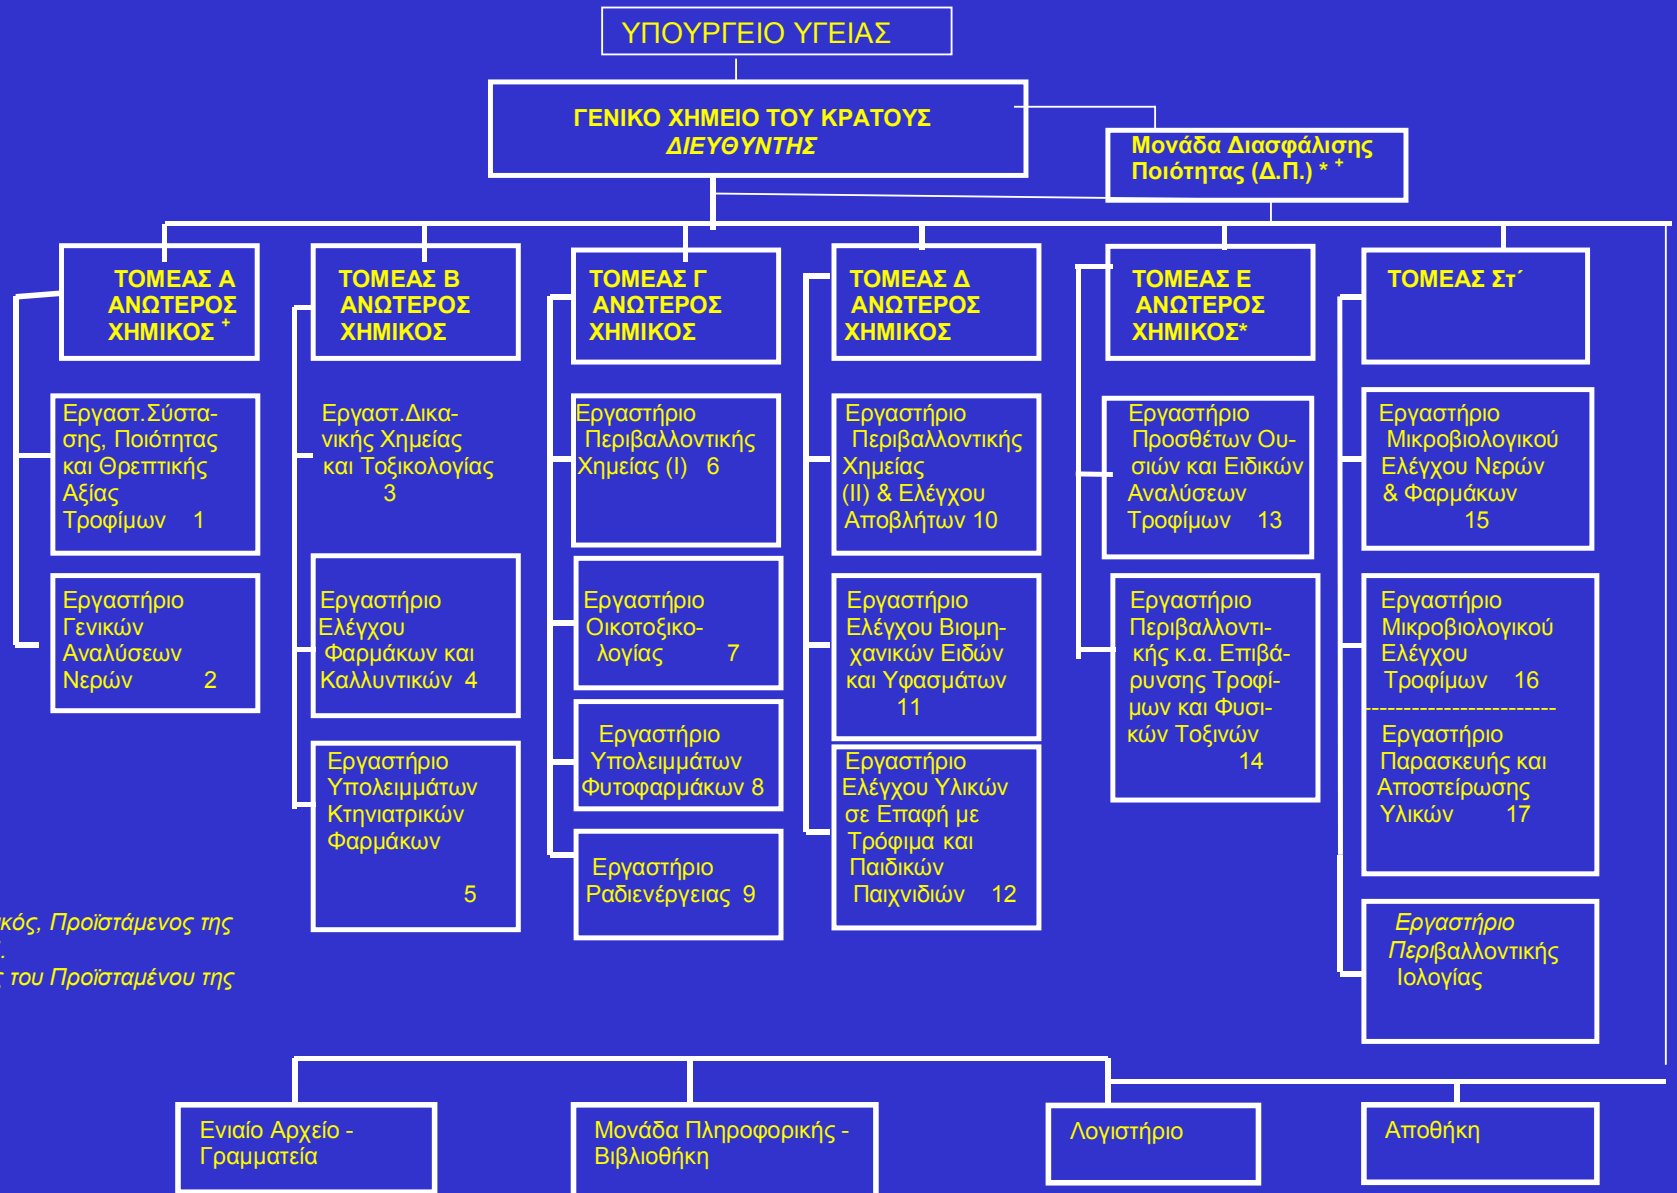 ΥΠΟΥΡΓΕΙΟ ΥΓΕΙΑΣ
ΓΕΝΙΚΟ ΧΗΜΕΙΟ ΤΟΥ ΚΡΑΤΟΥΣ
ΔΙΕΥΘΥΝΤΗΣ
Μονάδα Διασφάλισης
Ποιότητας (Δ.Π.) * +
ΤΟΜΕΑΣ Α
ΑΝΩΤΕΡΟΣ
ΧΗΜΙΚΟΣ +
Εργαστ.Σύστα-
σης, Ποιότητας
και Θρεπτικής
Αξίας
Τροφίμων 1
Εργαστήριο
Γενικών
Αναλύσεων
Νερών 2
ΤΟΜΕΑΣ Β
ΑΝΩΤΕΡΟΣ
ΧΗΜΙΚΟΣ
Εργαστ.Δικα-
νικής Χημείας
και Τοξικολογίας
3
Εργαστήριο
Ελέγχου
Φαρμάκων και
Καλλυντικών 4
Εργαστήριο
Υπολειμμάτων
Κτηνιατρικών
Φαρμάκων
5
ΤΟΜΕΑΣ Γ
ΑΝΩΤΕΡΟΣ
ΧΗΜΙΚΟΣ
Εργαστήριο
Περιβαλλοντικής
Χημείας (Ι) 6
Εργαστήριο
Οικοτοξικο-
λογίας 7
Εργαστήριο
Υπολειμμάτων
Φυτοφαρμάκων 8
Εργαστήριο
Ραδιενέργειας 9
ΤΟΜΕΑΣ Δ
ΑΝΩΤΕΡΟΣ
ΧΗΜΙΚΟΣ
Εργαστήριο
Περιβαλλοντικής
Χημείας
(ΙΙ) & Ελέγχου
Αποβλήτων 10
Εργαστήριο
Ελέγχου Βιομη-
χανικών Ειδών
και Υφασμάτων
11
Εργαστήριο
Ελέγχου Υλικών
σε Επαφή με
Τρόφιμα και
Παιδικών
Παιχνιδιών 12
ΤΟΜΕΑΣ Ε
ΑΝΩΤΕΡΟΣ
ΧΗΜΙΚΟΣ*
Εργαστήριο
Προσθέτων Ου-
σιών και Ειδικών
Αναλύσεων
Τροφίμων 13
Εργαστήριο
Περιβαλλοντι-
κής κ.α. Επιβά-
ρυνσης Τροφί-
μων και Φυσι-
κών Τοξινών
14
ΤΟΜΕΑΣ Στ΄
Εργαστήριο
Μικροβιολογικού
Ελέγχου Νερών
& Φαρμάκων
15
Εργαστήριο
Μικροβιολογικού
Ελέγχου
Τροφίμων 16
Εργαστήριο
Παρασκευής και
Αποστείρωσης
Υλικών 17
Εργαστήριο
Περιβαλλοντικής
Ιολογίας
Προϊστάμενος της
του Προϊσταμένου της
Ενιαίο Αρχείο -
Γραμματεία
Μονάδα Πληροφορικής -
Βιβλιοθήκη
Λογιστήριο
Αποθήκη